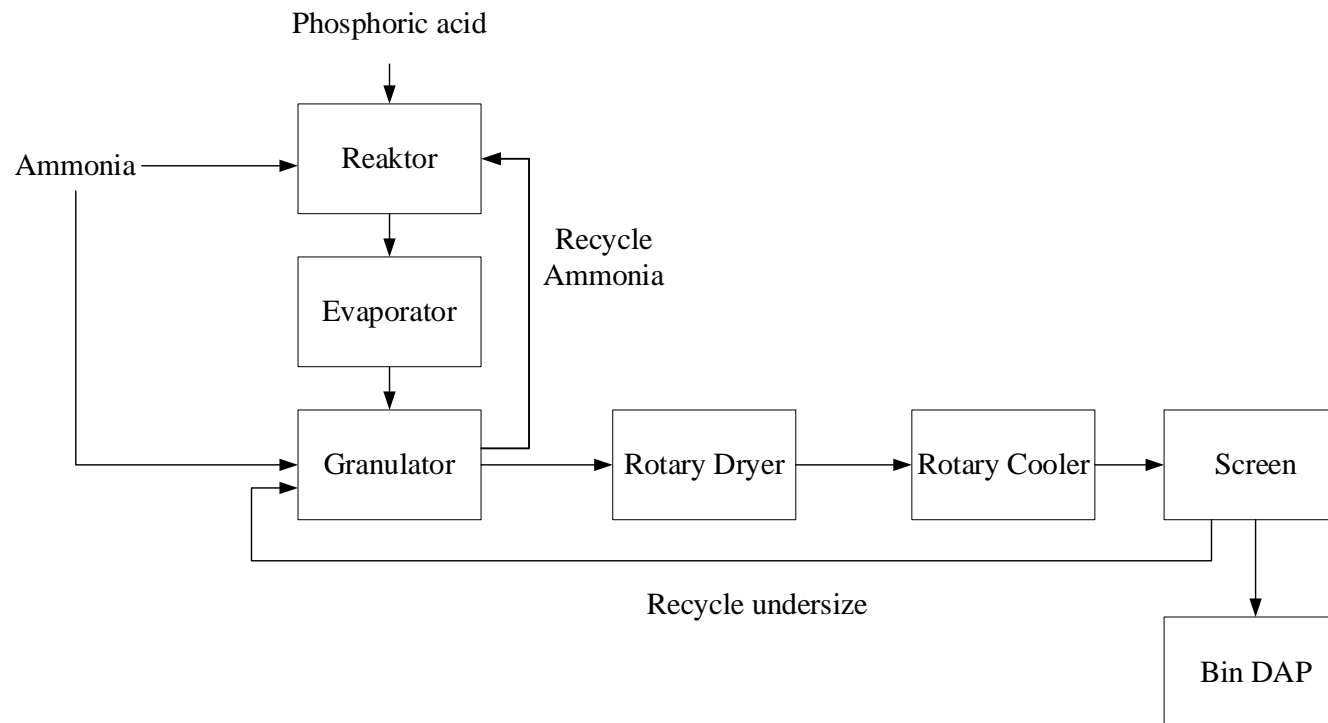 Phosphoric acid
Reaktor
Ammonia
Recycle
Ammonia
Evaporator
Granulator
Rotary Dryer
Rotary Cooler
Screen
Recycle undersize
Bin DAP